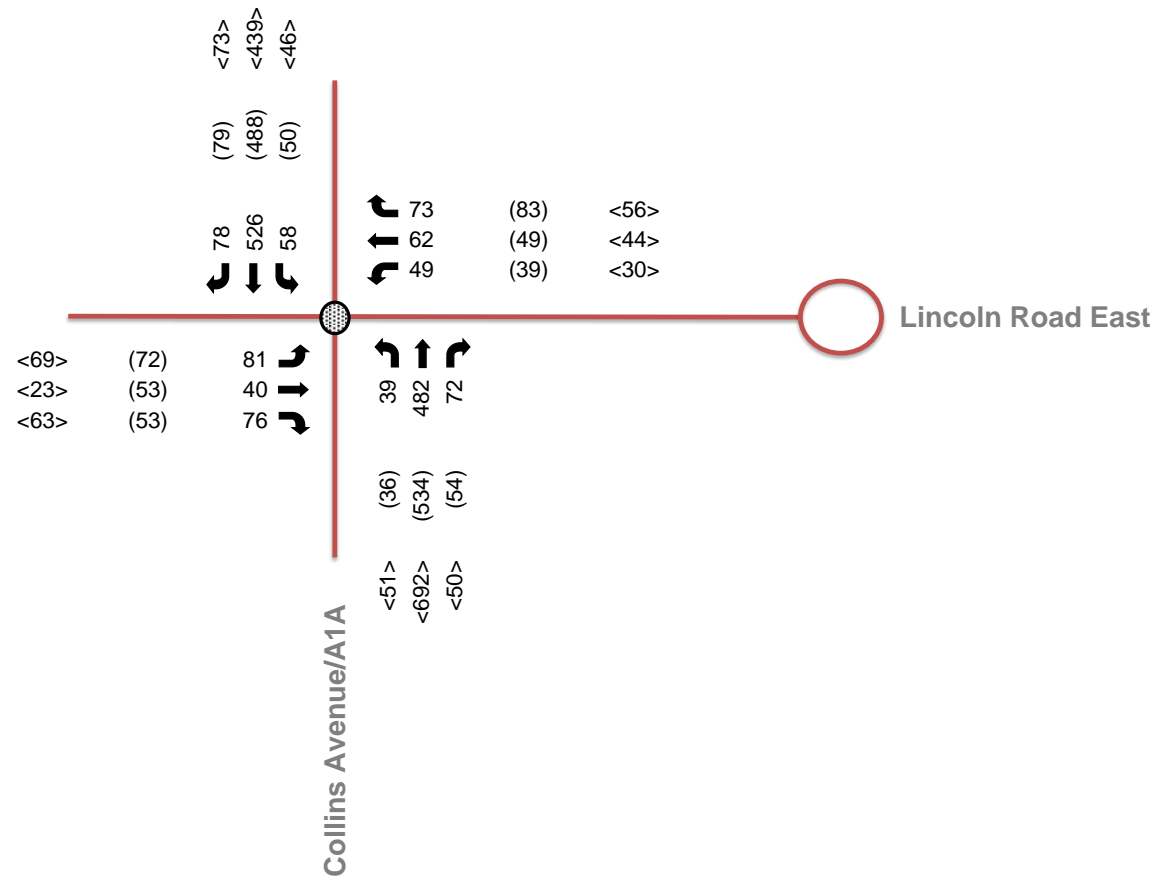 <73> <439> <46>
(79) (488) (50)
78 526 58
73 (83) <56>
62 (49) <44>
49 (39) <30>
Lincoln Road East
<69> (72) 81
<23> (53) 40
<63> (53) 76
39 482 72
(36) (534) (54)
<51> <692> <50>
Collins Avenue/A1A